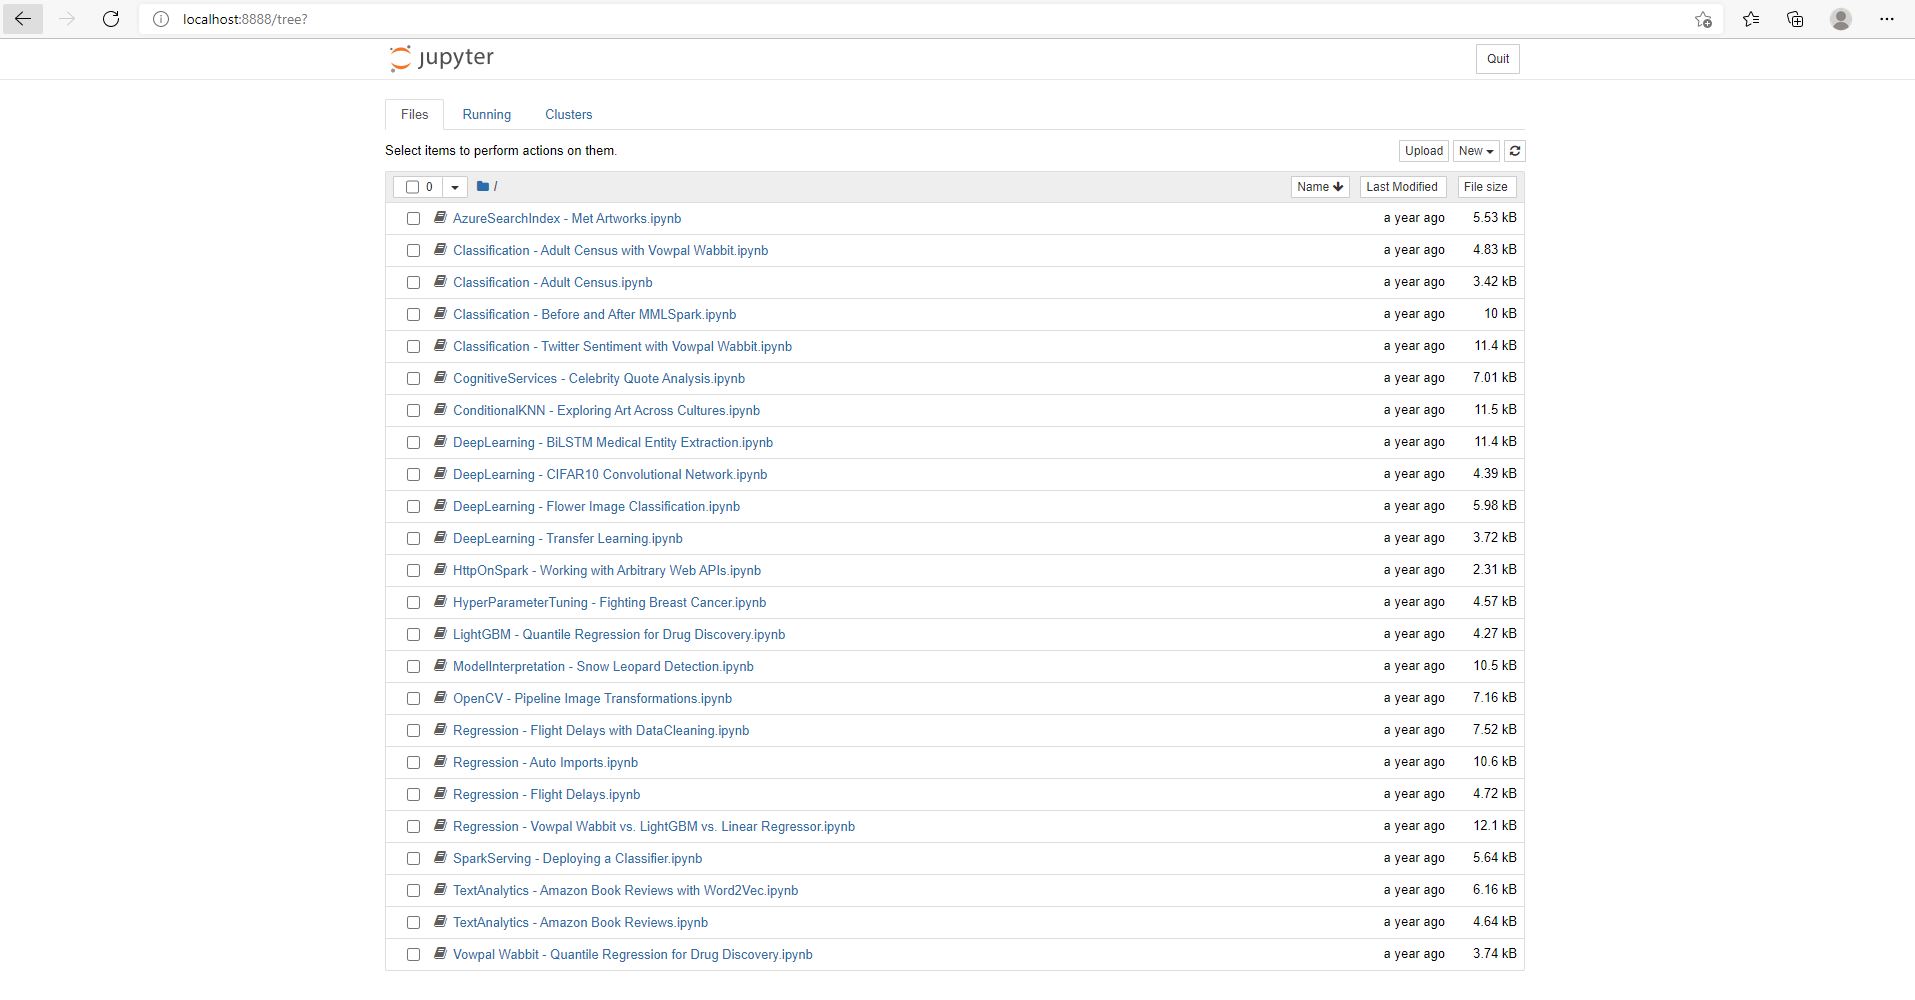 localhost:8888/tree?
jupyter
Quit
Files Running Clusters
Select items to perform actions on them.
Upload New
0 / Name Last Modified File size
AzureSearchIndex - Met Artworks.ipynb a year ago 5.53 kB
Classification - Adult Census with Vowpal Wabbit.ipynb a year ago 4.83 kB
Classification - Adult Census.ipynb a year ago 3.42 kB
Classification - Before and After MMLSpark.ipynb a year ago 10 kB
Classification - Twitter Sentiment with Vowpal Wabbit.ipynb a year ago 11.4 kB
CognitiveServices - Celebrity Quote Analysis.ipynb a year ago 7.01 kB
ConditionalKNN - Exploring Art Across Cultures.ipynb a year ago 11.5 kB
DeepLearning - BiLSTM Medical Entity Extraction.ipynb a year ago 11.4 kB
DeepLearning - CIFAR10 Convolutional Network.ipynb a year ago 4.39 kB
DeepLearning - Flower Image Classification.ipynb a year ago 5.98 kB
DeepLearning - Transfer Learning.ipynb a year ago 3.72 kB
HttpOnSpark - Working with Arbitrary Web APIs.ipynb a year ago 2.31 kB
HyperParameterTuning - Fighting Breast Cancer.ipynb a year ago 4.57 kB
LightGBM - Quantile Regression for Drug Discovery.ipynb a year ago 4.27 kB
ModelInterpretation - Snow Leopard Detection.ipynb a year ago 10.5 kB
OpenCV - Pipeline Image Transformations.ipynb a year ago 7.16 kB
Regression - Flight Delays with DataCleaning.ipynb a year ago 7.52 kB
Regression - Auto Imports.ipynb a year ago 10.6 kB
Regression - Flight Delays.ipynb a year ago 4.72 kB
Regression - Vowpal Wabbit vs. LightGBM vs. Linear Regressor.ipynb a year ago 12.1 kB
SparkServing - Deploying a Classifier.ipynb a year ago 5.64 kB
TextAnalytics - Amazon Book Reviews with Word2Vec.ipynb a year ago 6.16 kB
TextAnalytics - Amazon Book Reviews.ipynb a year ago 4.64 kB
Vowpal Wabbit - Quantile Regression for Drug Discovery.ipynb a year ago 3.74 kB